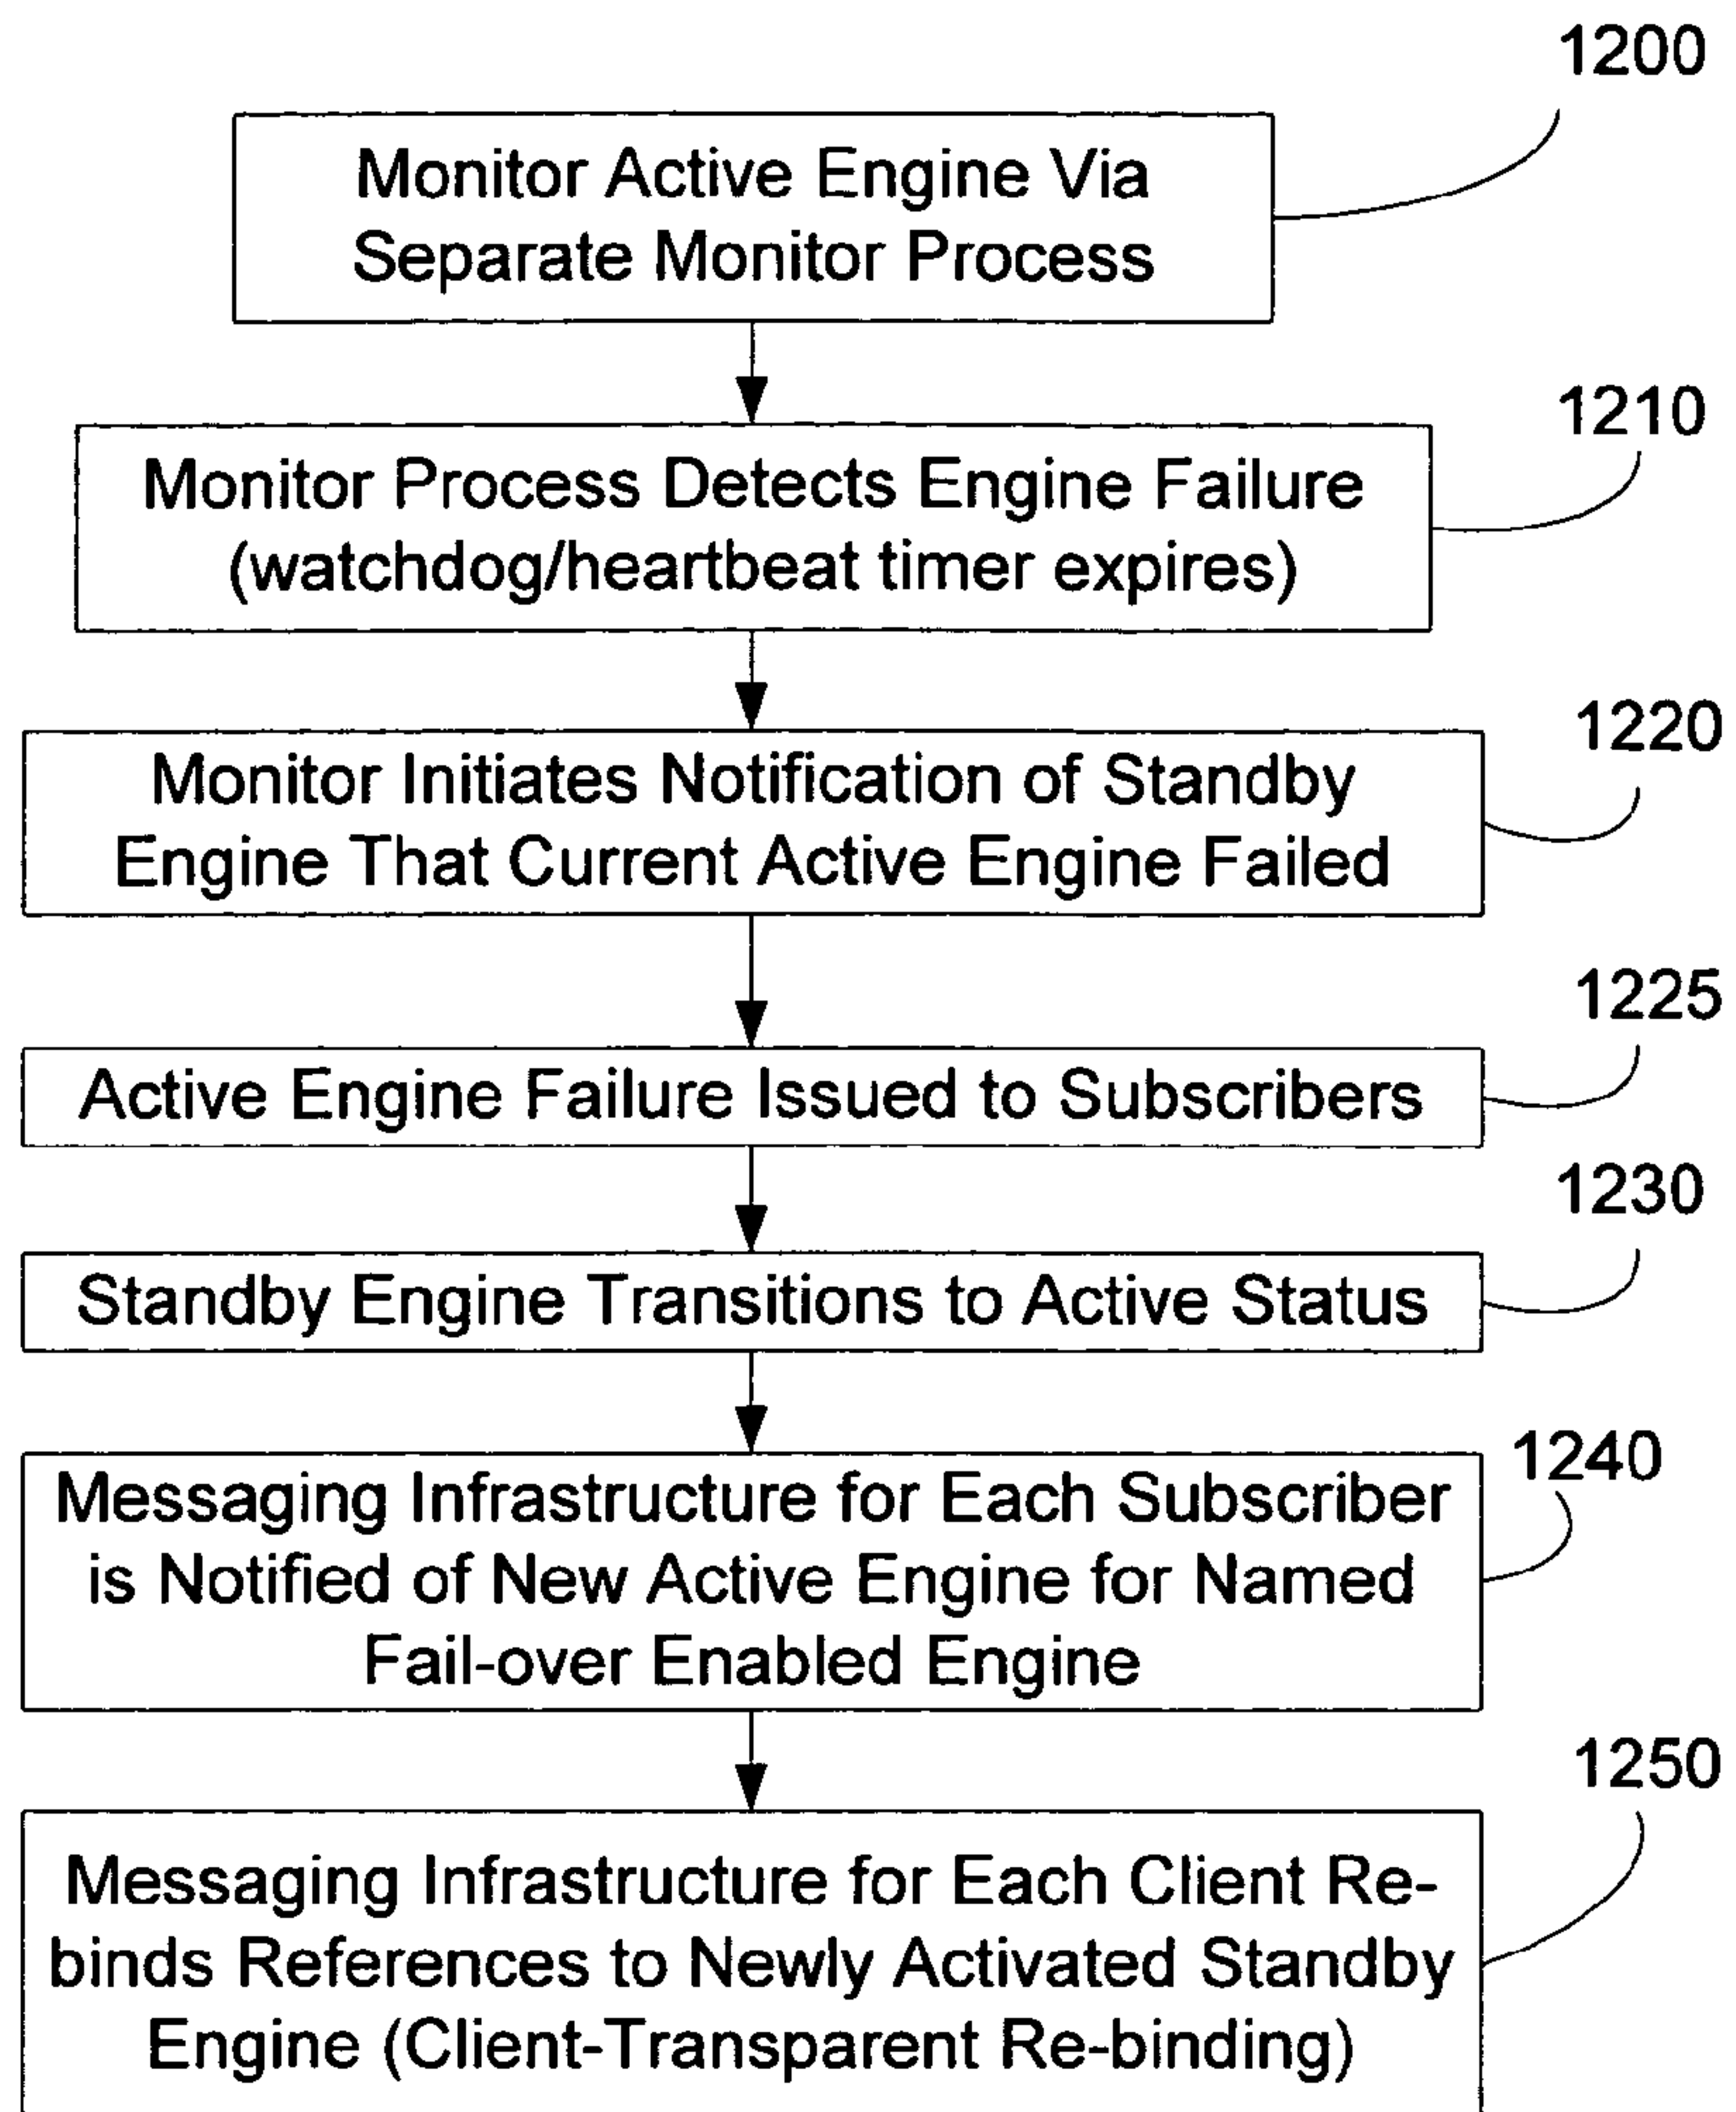 1200
Monitor Active Engine Via
Separate Monitor Process
1210
Monitor Process Detects Engine Failure
(watchdog/heartbeat timer expires)
1220
Monitor Initiates Notification of Standby
Engine That Current Active Engine Failed
1225
Active Engine Failure Issued to Subscribers
1230
Standby Engine Transitions to Active Status
1240
Messaging Infrastructure for Each Subscriber
is Notified of New Active Engine for Named
Fail-over Enabled Engine
1250
Messaging Infrastructure for Each Client Re-
binds References to Newly Activated Standby
Engine (Client-Transparent Re-binding)